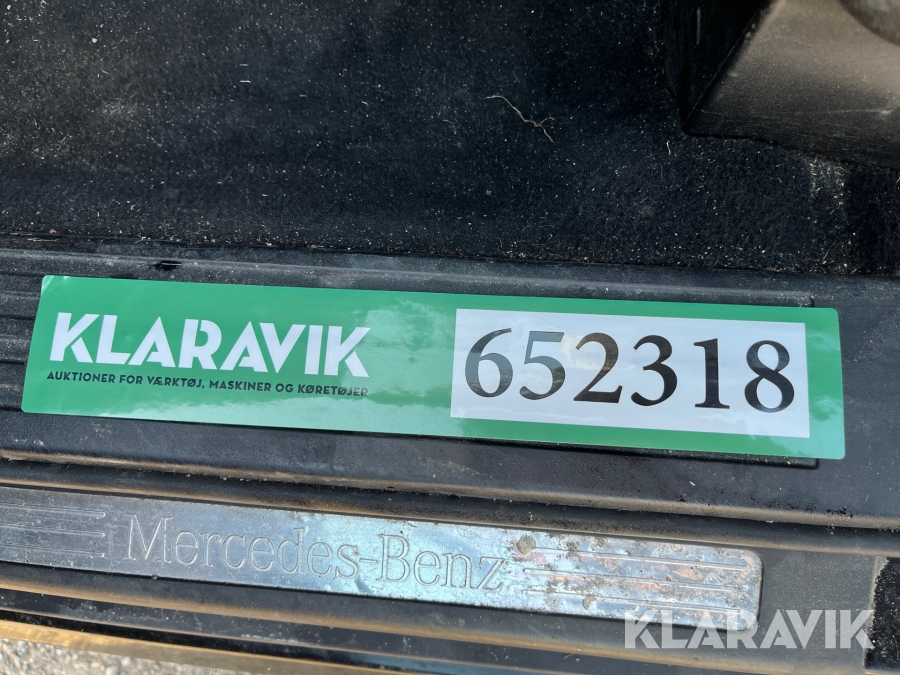 KLARAVIK
AUKTIONER FOR VÆRKTØJ, MASKINER OG KØRETØJER
652318
Mercedes-Benz
KLARAVIK